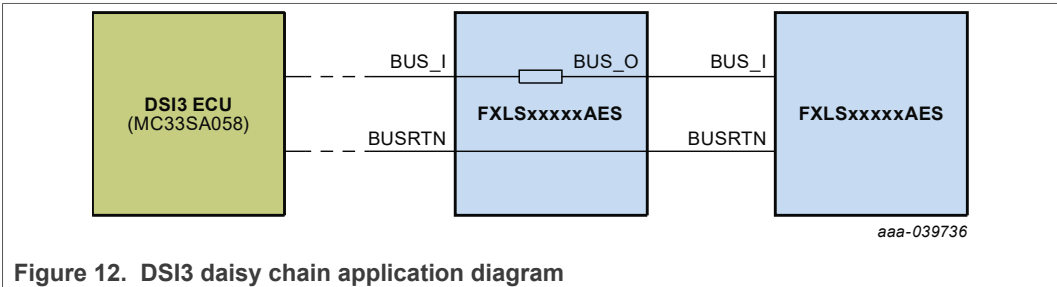 BUS_I
BUS_O
BUS_I
DSI3 ECU
(MC33SA058)
FXLSxxxxxAES
FXLSxxxxxAES
BUSRTN
BUSRTN
aaa-039736
Figure 12. DSI3 daisy chain application diagram